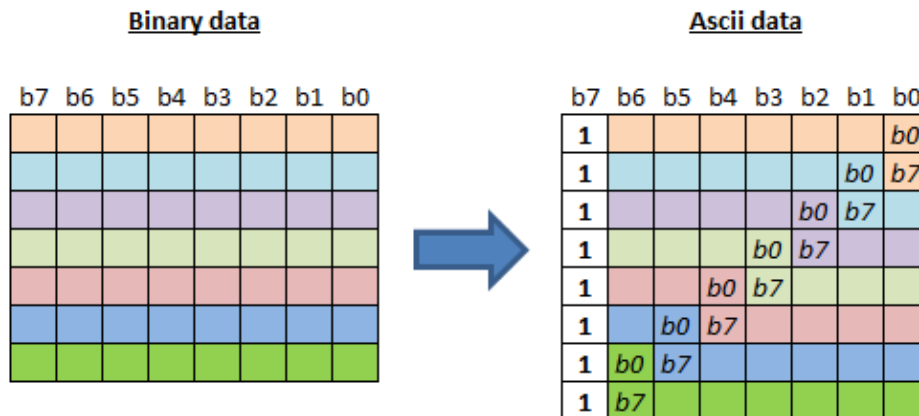 Binary data
Ascii data
b7 b6 b5 b4 b3 b2 b1 b0
b7 b6 b5 b4 b3 b2 b1 b0
1 b0
1 b0 b7
1 b0 b7
1 b0 b7
1 b0 b7
1 b0 b7
1 b0 b7
1 b7